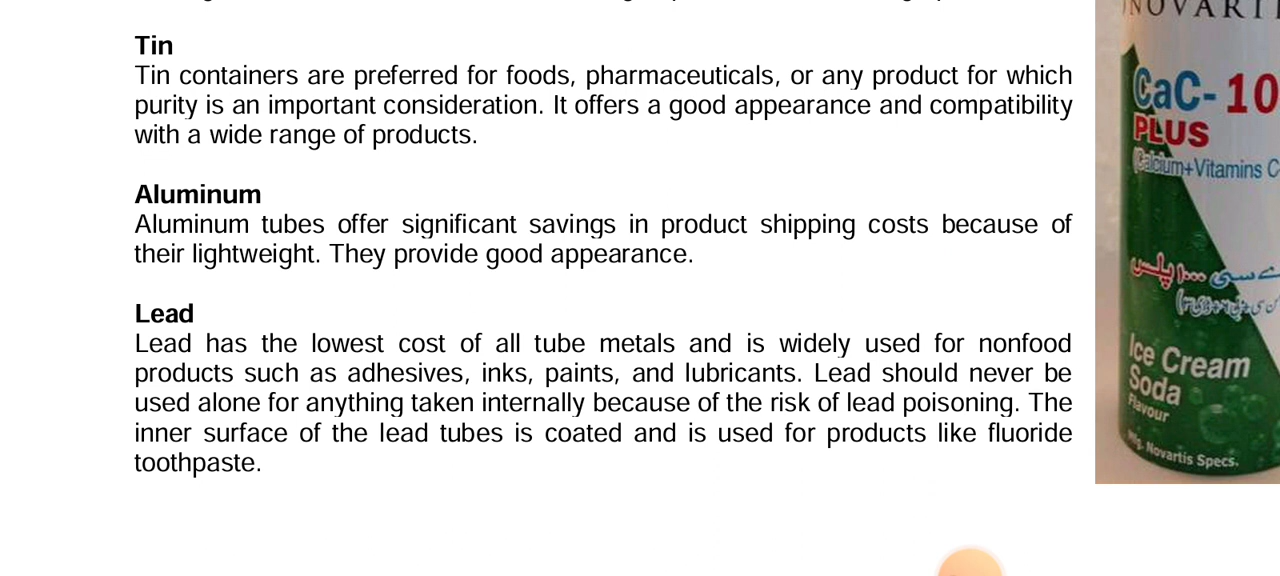 Tin
Tin containers are preferred for foods, pharmaceuticals, or any product for which
purity is an important consideration. It offers a good appearance and compatibility
with a wide range of products.
Aluminum
Aluminum tubes offer significant savings in product shipping costs because of
their lightweight. They provide good appearance.
Lead
Lead has the lowest cost of all tube metals and is widely used for nonfood
products such as adhesives, inks, paints, and lubricants. Lead should never be
used alone for anything taken internally because of the risk of lead poisoning. The
inner surface of the lead tubes is coated and is used for products like fluoride
toothpaste.
NOVARTI
CaC-10
PLUS
(Calcium+Vitamins C
سی ۱۰۰۰ پلس
Ice Cream
Soda
Flavour
Mfg. Novartis Specs.